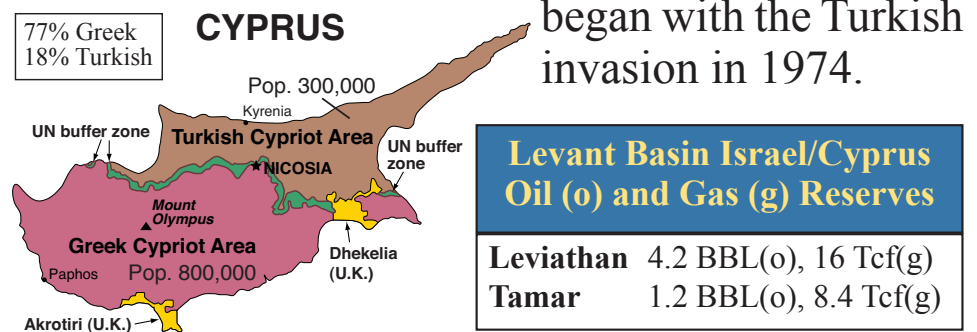 began with the Turkish
invasion in 1974.
77% Greek
18% Turkish
CYPRUS
Pop. 300,000
Kyrenia
UN buffer zone
Turkish Cypriot Area
UN buffer
zone
NICOSIA
Mount
Olympus
Greek Cypriot Area
Dhekelia
(U.K.)
Paphos
Pop. 800,000
Akrotiri (U.K.)
Levant Basin Israel/Cyprus
Oil (o) and Gas (g) Reserves
Leviathan 4.2 BBL(o), 16 Tcf(g)
Tamar 1.2 BBL(o), 8.4 Tcf(g)